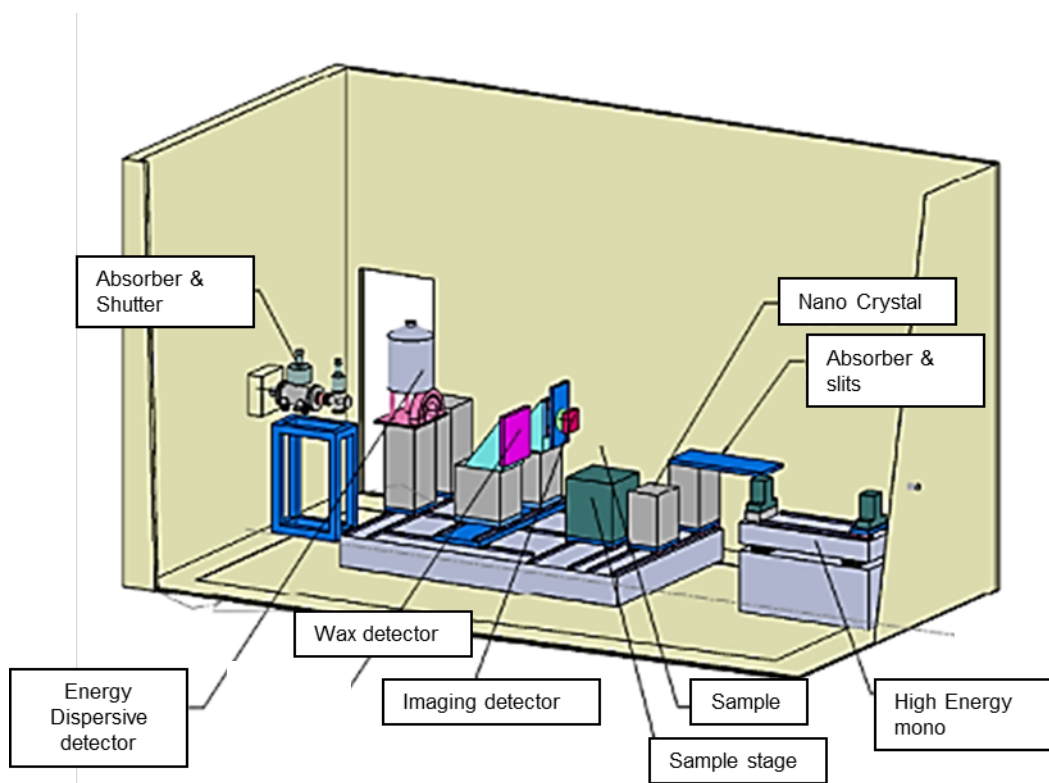 Absorber &
Shutter
Nano Crystal
Absorber &
slits
Wax detector
Energy
Dispersive
detector
Imaging detector
Sample
High Energy
mono
Sample stage